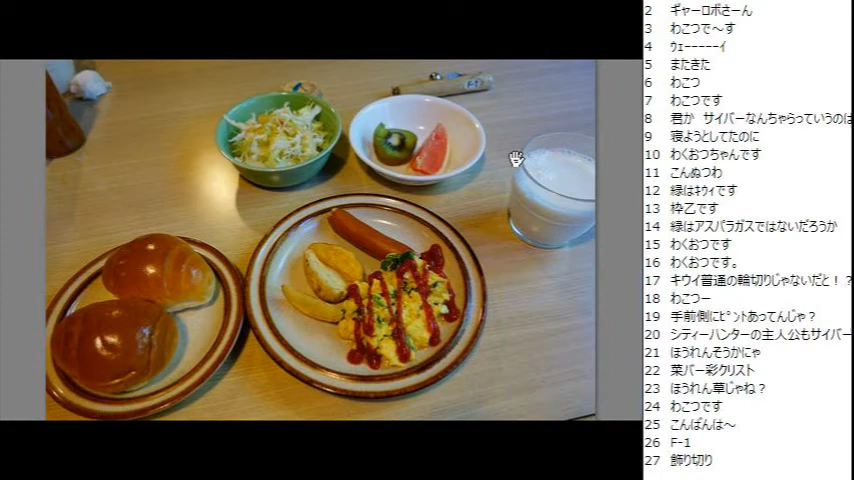 2 ギャーロボさーん
3 わこつで～す
4 ｳｪｰｰｰｰｰｲ
5 またきた
6 わこつ
7 わこつです
8 君か サイバーなんちゃらっていうのは
9 寝ようとしてたのに
10 わくおつちゃんです
11 こんぬつわ
12 緑はｷｳｨです
13 枠乙です
14 緑はアスパラガスではないだろうか
15 わくおつです
16 わくおつです。
17 キウイ普通の輪切りじゃないだと！？
18 わこつー
19 手前側にﾋﾟﾝﾄあってんじゃ？
20 シティーハンターの主人公もサイバー
21 ほうれんそうかにゃ
22 菜バー彩クリスト
23 ほうれん草じゃね？
24 わこつです
25 こんばんは～
26 F-1
27 飾り切り